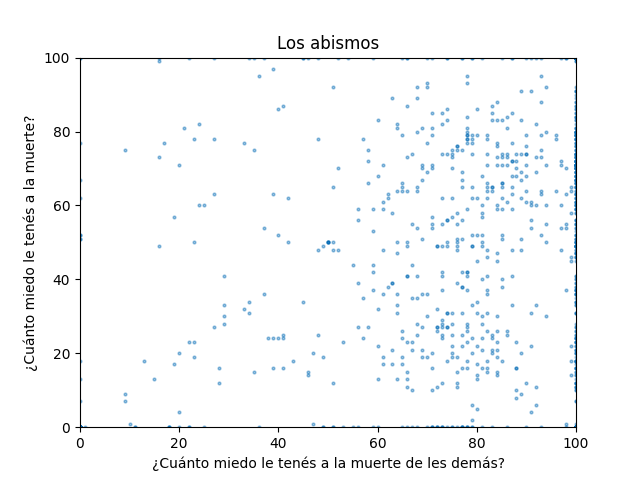 Los abismos
100
80
60
40
20
0
¿Cuánto miedo le tenés a la muerte?
0 20 40 60 80 100
¿Cuánto miedo le tenés a la muerte de les demás?